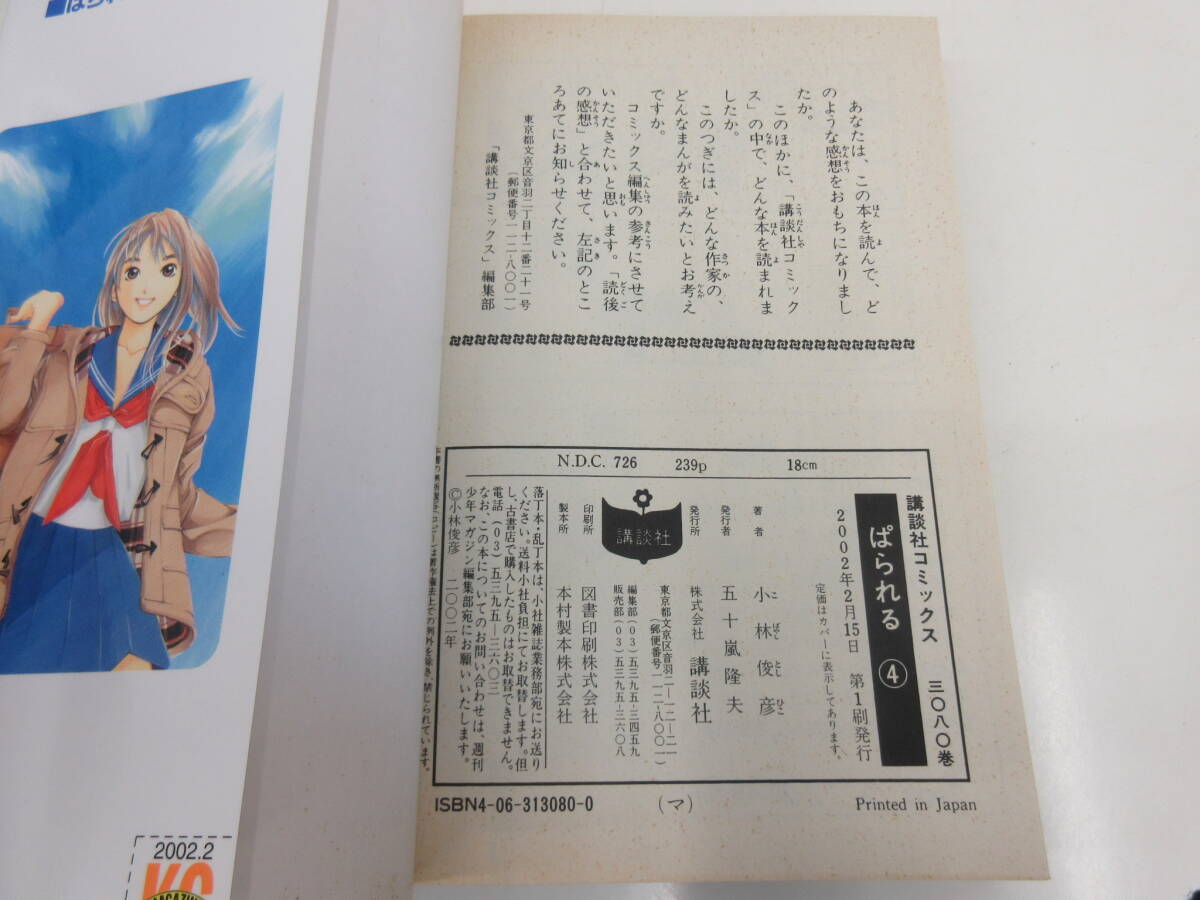 あなたは、この本を読んで、ど
のような感想をおもちになりまし
たか。
このほかに、「講談社コミック
ス」の中で、どんな本を読まれま
したか。
このつぎには、どんな作家の、
どんなまんがを読みたいとお考え
ですか。
コミックス編集の参考にさせて
いただきたいと思います。「読後
の感想」と合わせて、左記のとこ
ろあてにお知らせください。
東京都文京区音羽二丁目十二番二十一号
(郵便番号一一二-八〇〇一)
「講談社コミックス」編集部
N.D.C. 726 239p 18cm
講談社コミックス 三〇八〇巻
ぱられる ④
2002年2月15日 第1刷発行
定価はカバーに表示してあります。
著者 小林俊彦
発行者 五十嵐隆夫
発行所 株式会社 講談社
東京都文京区音羽二-一二-二一
(郵便番号一一二-八〇〇一)
編集部(〇三)五三九五-三四五九
販売部(〇三)五三九五-三六〇八
講談社
印刷所 図書印刷株式会社
製本所 本村製本株式会社
落丁本・乱丁本は、小社雑誌業務部宛にお送り
ください。送料小社負担にてお取替します。但
し、古書店で購入したものはお取替できません。
電話(03)五三九五-三六〇三
なお、この本についてのお問い合わせは、週刊
少年マガジン編集部宛にお願いいたします。
©小林俊彦 二〇〇二年
は著作権法上での例外を除き、禁じられています。
ISBN4-06-313080-0 (マ) Printed in Japan
2002.2
KC